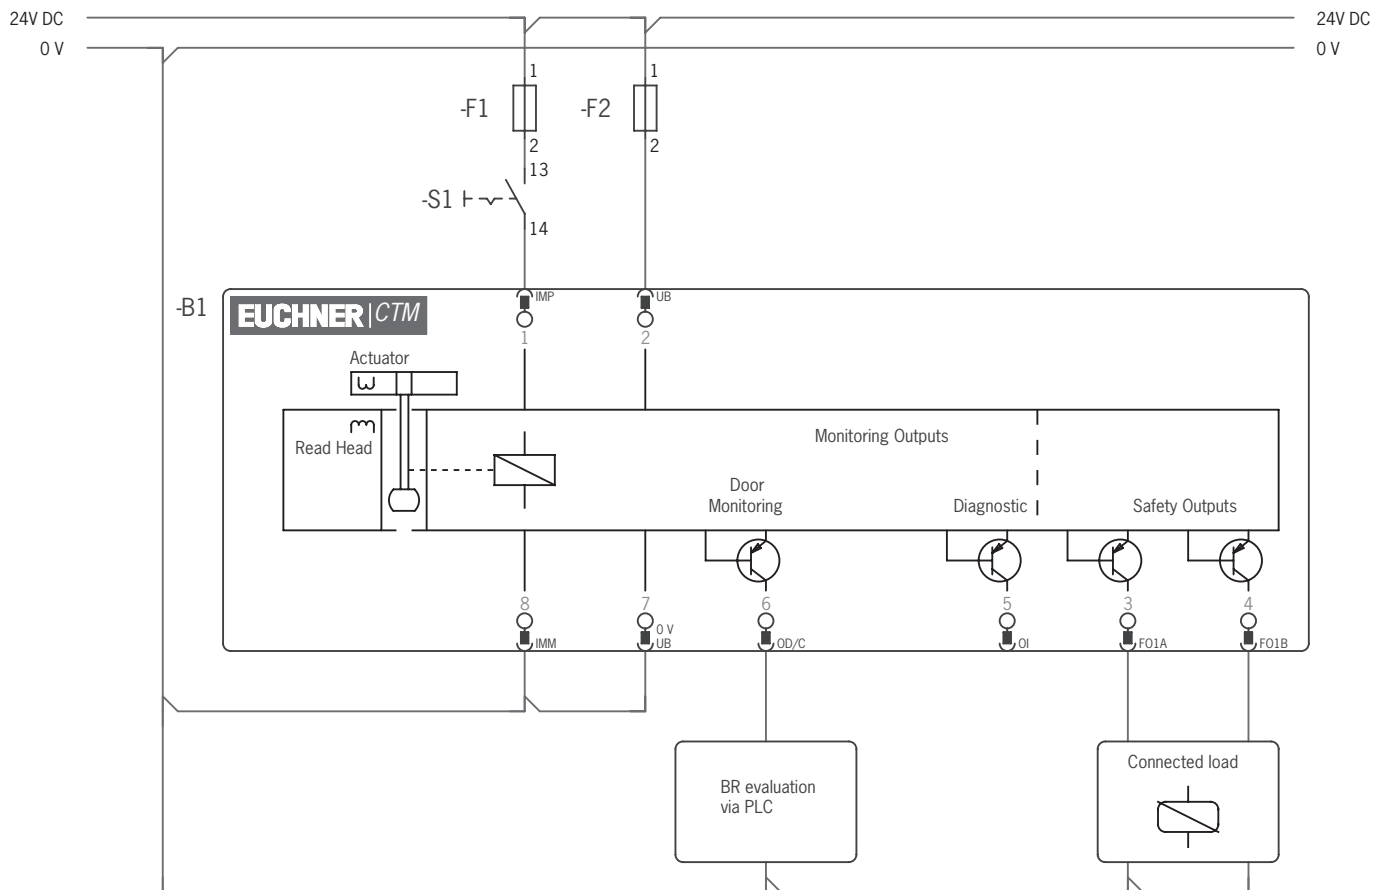 24V DC
24V DC
0 V
0 V
1
1
-F1
-F2
2
2
13
-S1
14
-B1
EUCHNER CTM
IMP
UB
1
2
Actuator
Read Head
Monitoring Outputs
Door
Monitoring
Diagnostic
Safety Outputs
8
7
6
5
3
4
0 V
IMM
UB
OD/C
OI
FO1A
FO1B
BR evaluation
via PLC
Connected load